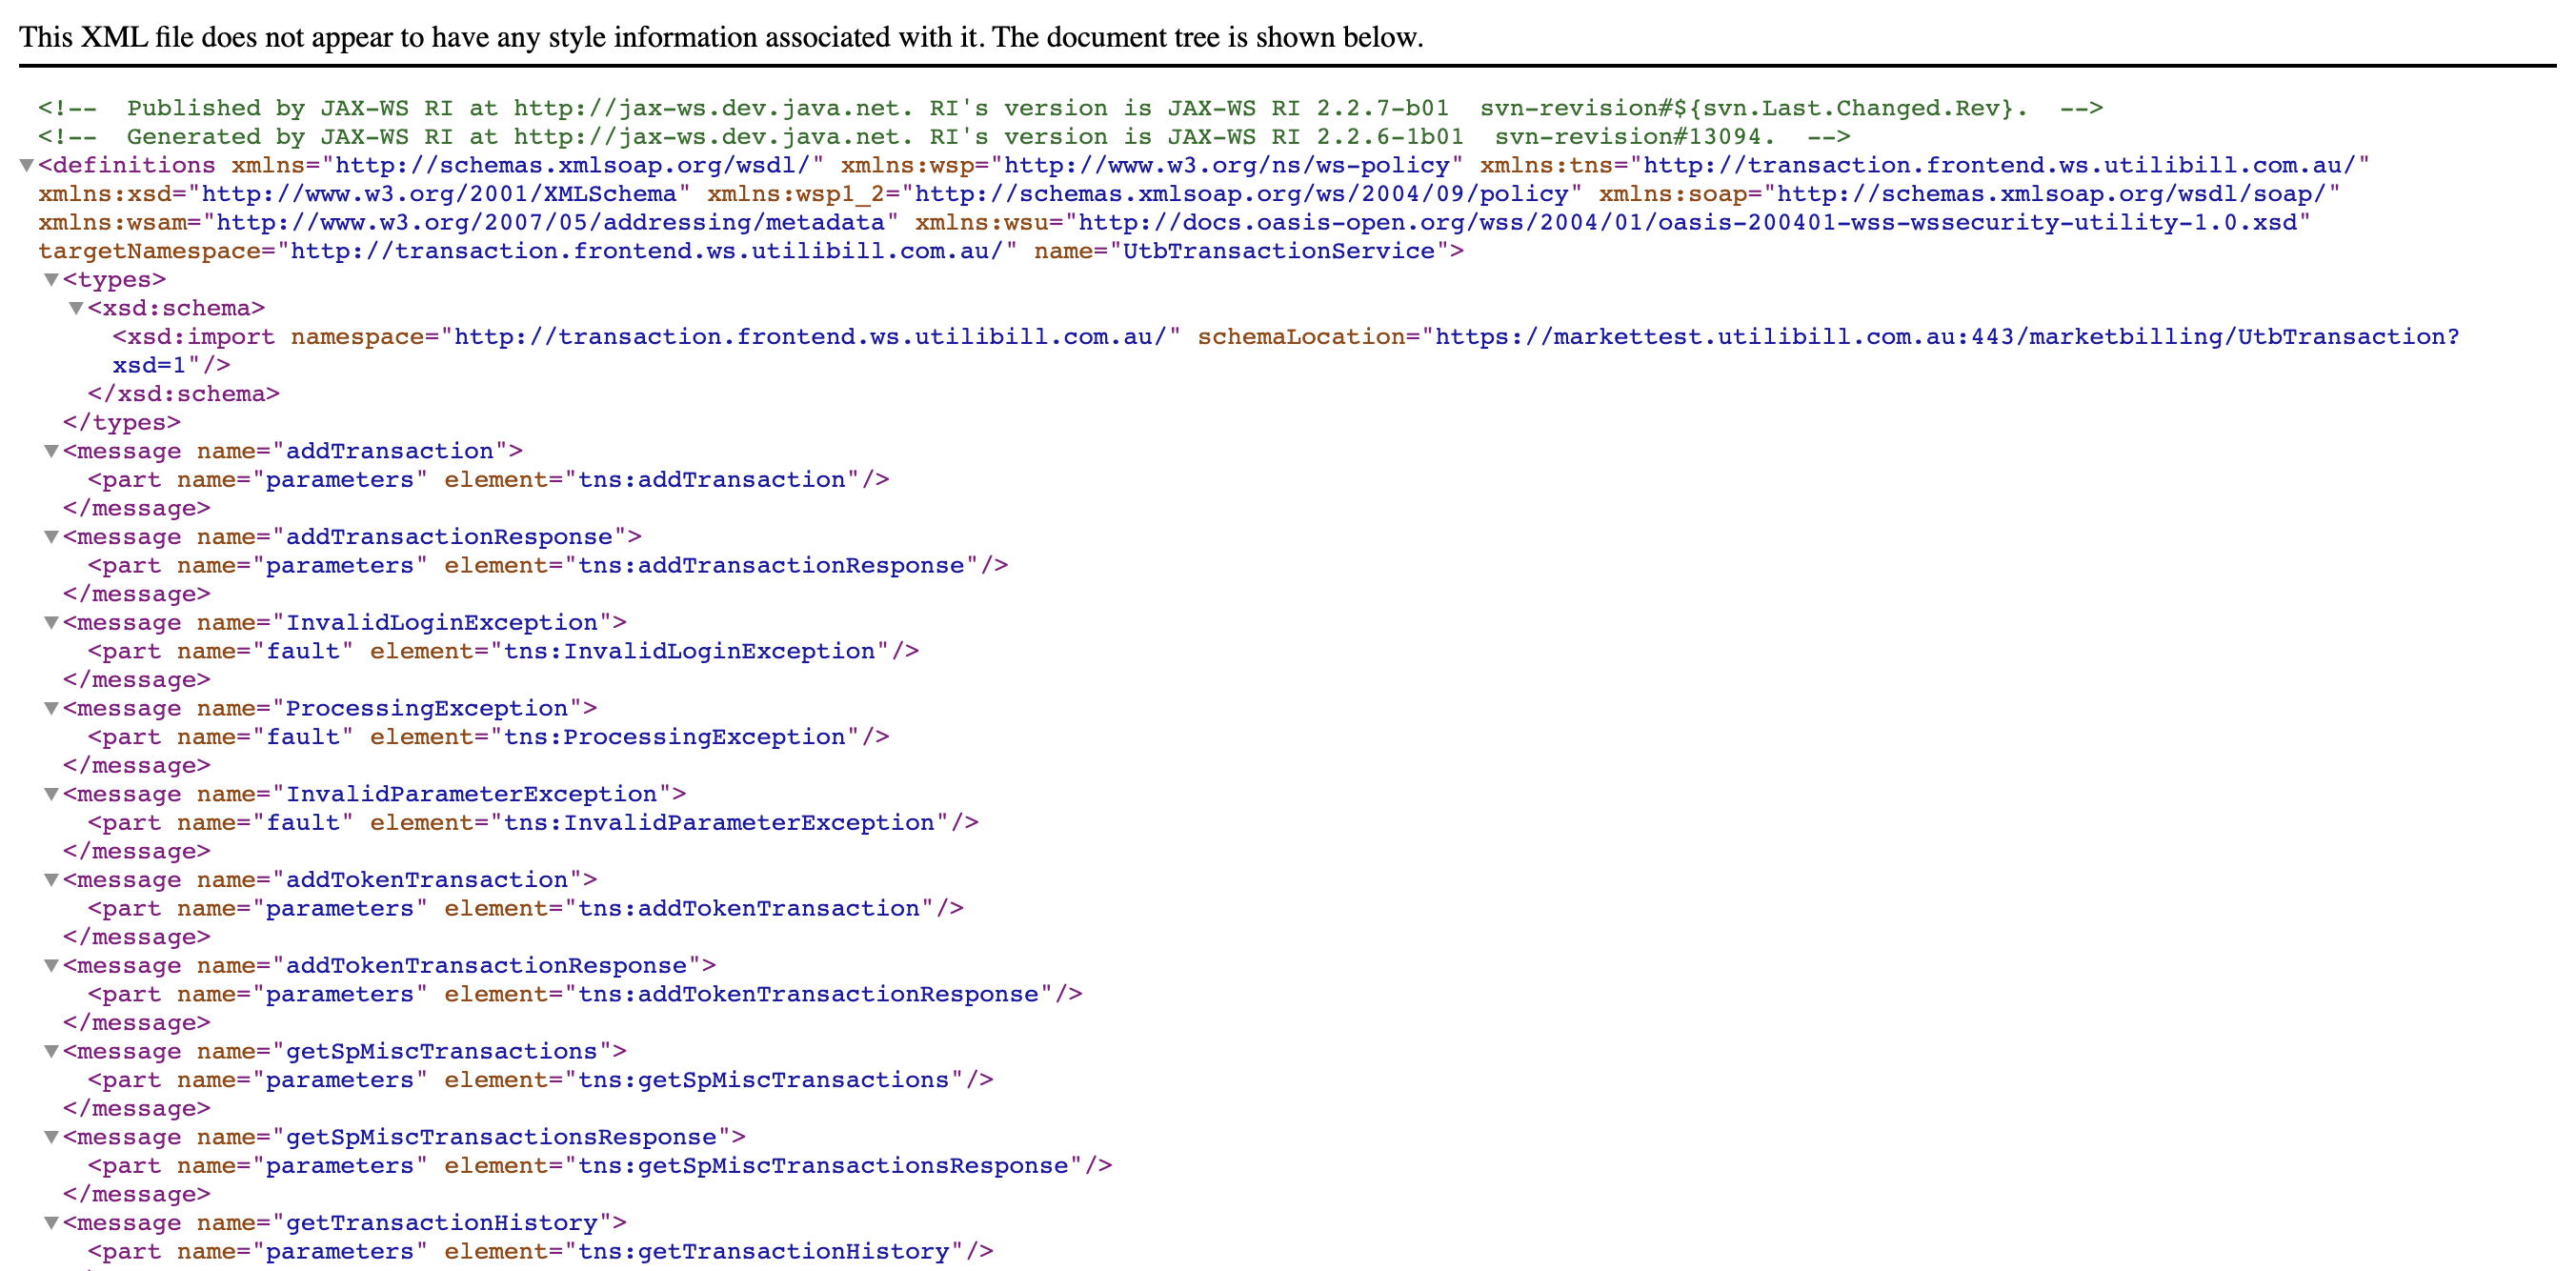 This XML file does not appear to have any style information associated with it. The document tree is shown below.
<!--  Published by JAX-WS RI at http://jax-ws.dev.java.net. RI's version is JAX-WS RI 2.2.7-b01  svn-revision#${svn.Last.Changed.Rev}.  -->
<!--  Generated by JAX-WS RI at http://jax-ws.dev.java.net. RI's version is JAX-WS RI 2.2.6-1b01  svn-revision#13094.  -->
▼<definitions xmlns="http://schemas.xmlsoap.org/wsdl/" xmlns:wsp="http://www.w3.org/ns/ws-policy" xmlns:tns="http://transaction.frontend.ws.utilibill.com.au/"
xmlns:xsd="http://www.w3.org/2001/XMLSchema" xmlns:wsp1_2="http://schemas.xmlsoap.org/ws/2004/09/policy" xmlns:soap="http://schemas.xmlsoap.org/wsdl/soap/"
xmlns:wsam="http://www.w3.org/2007/05/addressing/metadata" xmlns:wsu="http://docs.oasis-open.org/wss/2004/01/oasis-200401-wss-wssecurity-utility-1.0.xsd"
targetNamespace="http://transaction.frontend.ws.utilibill.com.au/" name="UtbTransactionService">
▼<types>
▼<xsd:schema>
<xsd:import namespace="http://transaction.frontend.ws.utilibill.com.au/" schemaLocation="https://markettest.utilibill.com.au:443/marketbilling/UtbTransaction?
xsd=1"/>
</xsd:schema>
</types>
▼<message name="addTransaction">
<part name="parameters" element="tns:addTransaction"/>
</message>
▼<message name="addTransactionResponse">
<part name="parameters" element="tns:addTransactionResponse"/>
</message>
▼<message name="InvalidLoginException">
<part name="fault" element="tns:InvalidLoginException"/>
</message>
▼<message name="ProcessingException">
<part name="fault" element="tns:ProcessingException"/>
</message>
▼<message name="InvalidParameterException">
<part name="fault" element="tns:InvalidParameterException"/>
</message>
▼<message name="addTokenTransaction">
<part name="parameters" element="tns:addTokenTransaction"/>
</message>
▼<message name="addTokenTransactionResponse">
<part name="parameters" element="tns:addTokenTransactionResponse"/>
</message>
▼<message name="getSpMiscTransactions">
<part name="parameters" element="tns:getSpMiscTransactions"/>
</message>
▼<message name="getSpMiscTransactionsResponse">
<part name="parameters" element="tns:getSpMiscTransactionsResponse"/>
</message>
▼<message name="getTransactionHistory">
<part name="parameters" element="tns:getTransactionHistory"/>